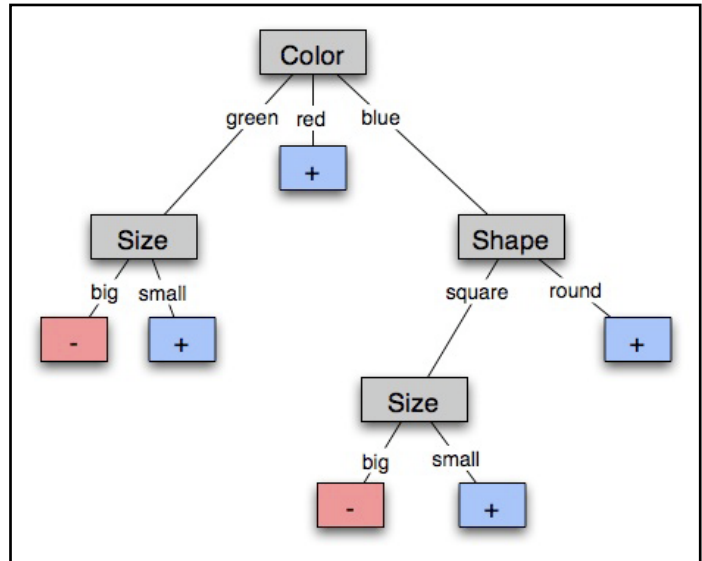 Color
green red blue
+
Size Shape
big small square round
- + +
Size
big small
- +